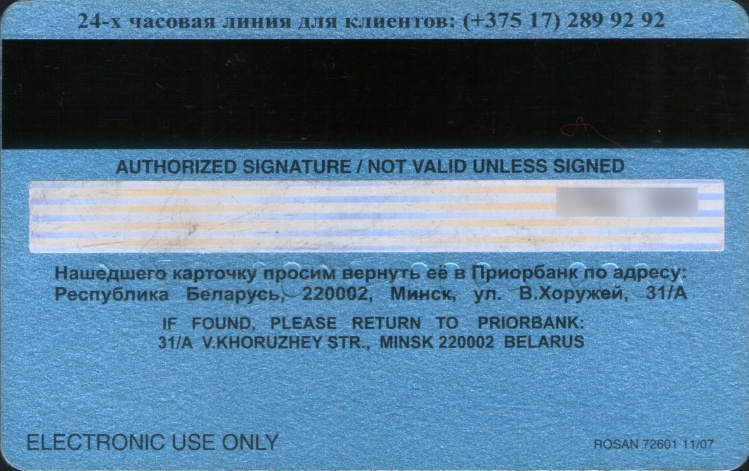 24-х часовая линия для клиентов: (+375 17) 289 92 92
AUTHORIZED SIGNATURE / NOT VALID UNLESS SIGNED
Нашедшего карточку просим вернуть её в Приорбанк по адресу:
Республика Беларусь, 220002, Минск, ул. В.Хоружей, 31/А
IF FOUND, PLEASE RETURN TO PRIORBANK:
31/A V.KHORUZHEY STR., MINSK 220002 BELARUS
ELECTRONIC USE ONLY
ROSAN 72601 11/07